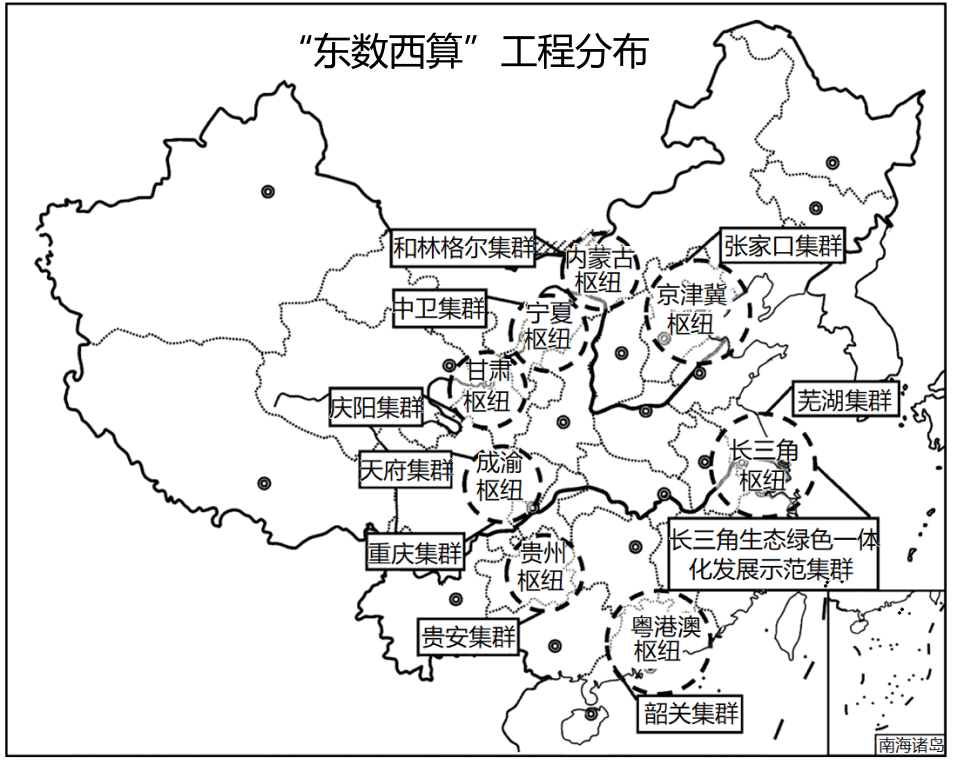 “东数西算”工程分布
和林格尔集群
内蒙古
枢纽
张家口集群
京津冀
枢纽
中卫集群
宁夏
枢纽
甘肃
枢纽
庆阳集群
芜湖集群
长三角
枢纽
天府集群
成渝
枢纽
长三角生态绿色一体
化发展示范集群
重庆集群
贵州
枢纽
贵安集群
粤港澳
枢纽
韶关集群
南海诸岛